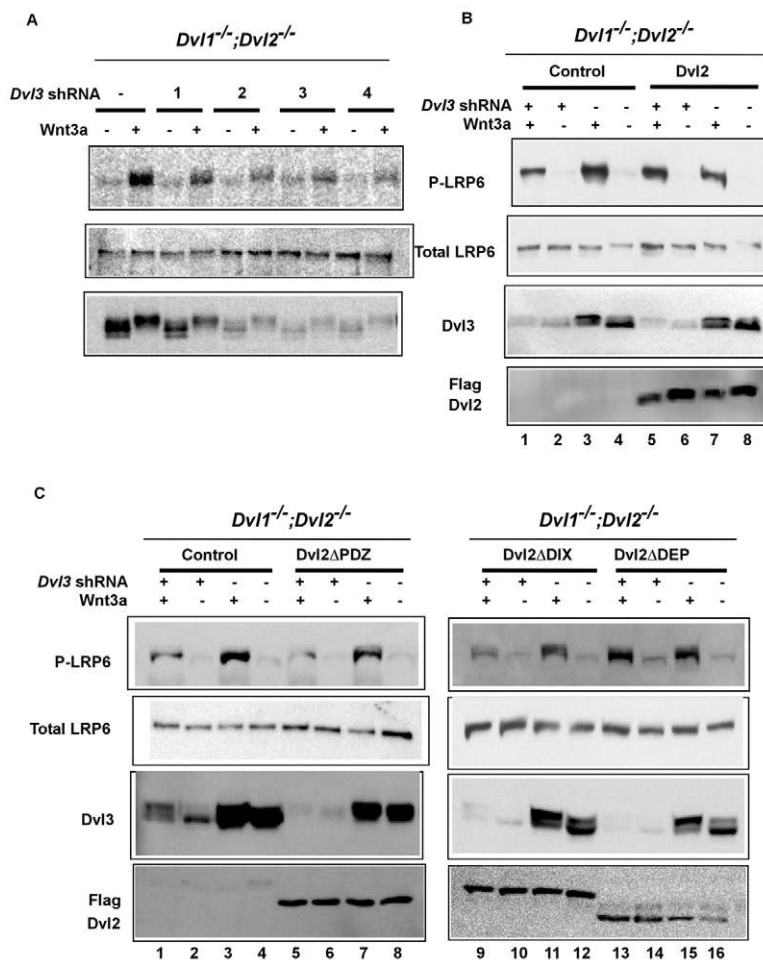 A
Dvl1-/-;Dvl2-/-
Dvl3 shRNA - 1 2 3 4
Wnt3a - + - + - + - + - +
B
Dvl1-/-;Dvl2-/-
Control Dvl2
Dvl3 shRNA + + - - + + - -
Wnt3a + - + - + - + -
P-LRP6
Total LRP6
Dvl3
Flag
Dvl2
1 2 3 4 5 6 7 8
C
Dvl1-/-;Dvl2-/-
Control Dvl2ΔPDZ
Dvl3 shRNA + + - - + + - -
Wnt3a + - + - + - + -
P-LRP6
Total LRP6
Dvl3
Flag
Dvl2
1 2 3 4 5 6 7 8
Dvl1-/-;Dvl2-/-
Dvl2ΔDIX Dvl2ΔDEP
+ + - - + + - -
+ - + - + - + -
9 10 11 12 13 14 15 16